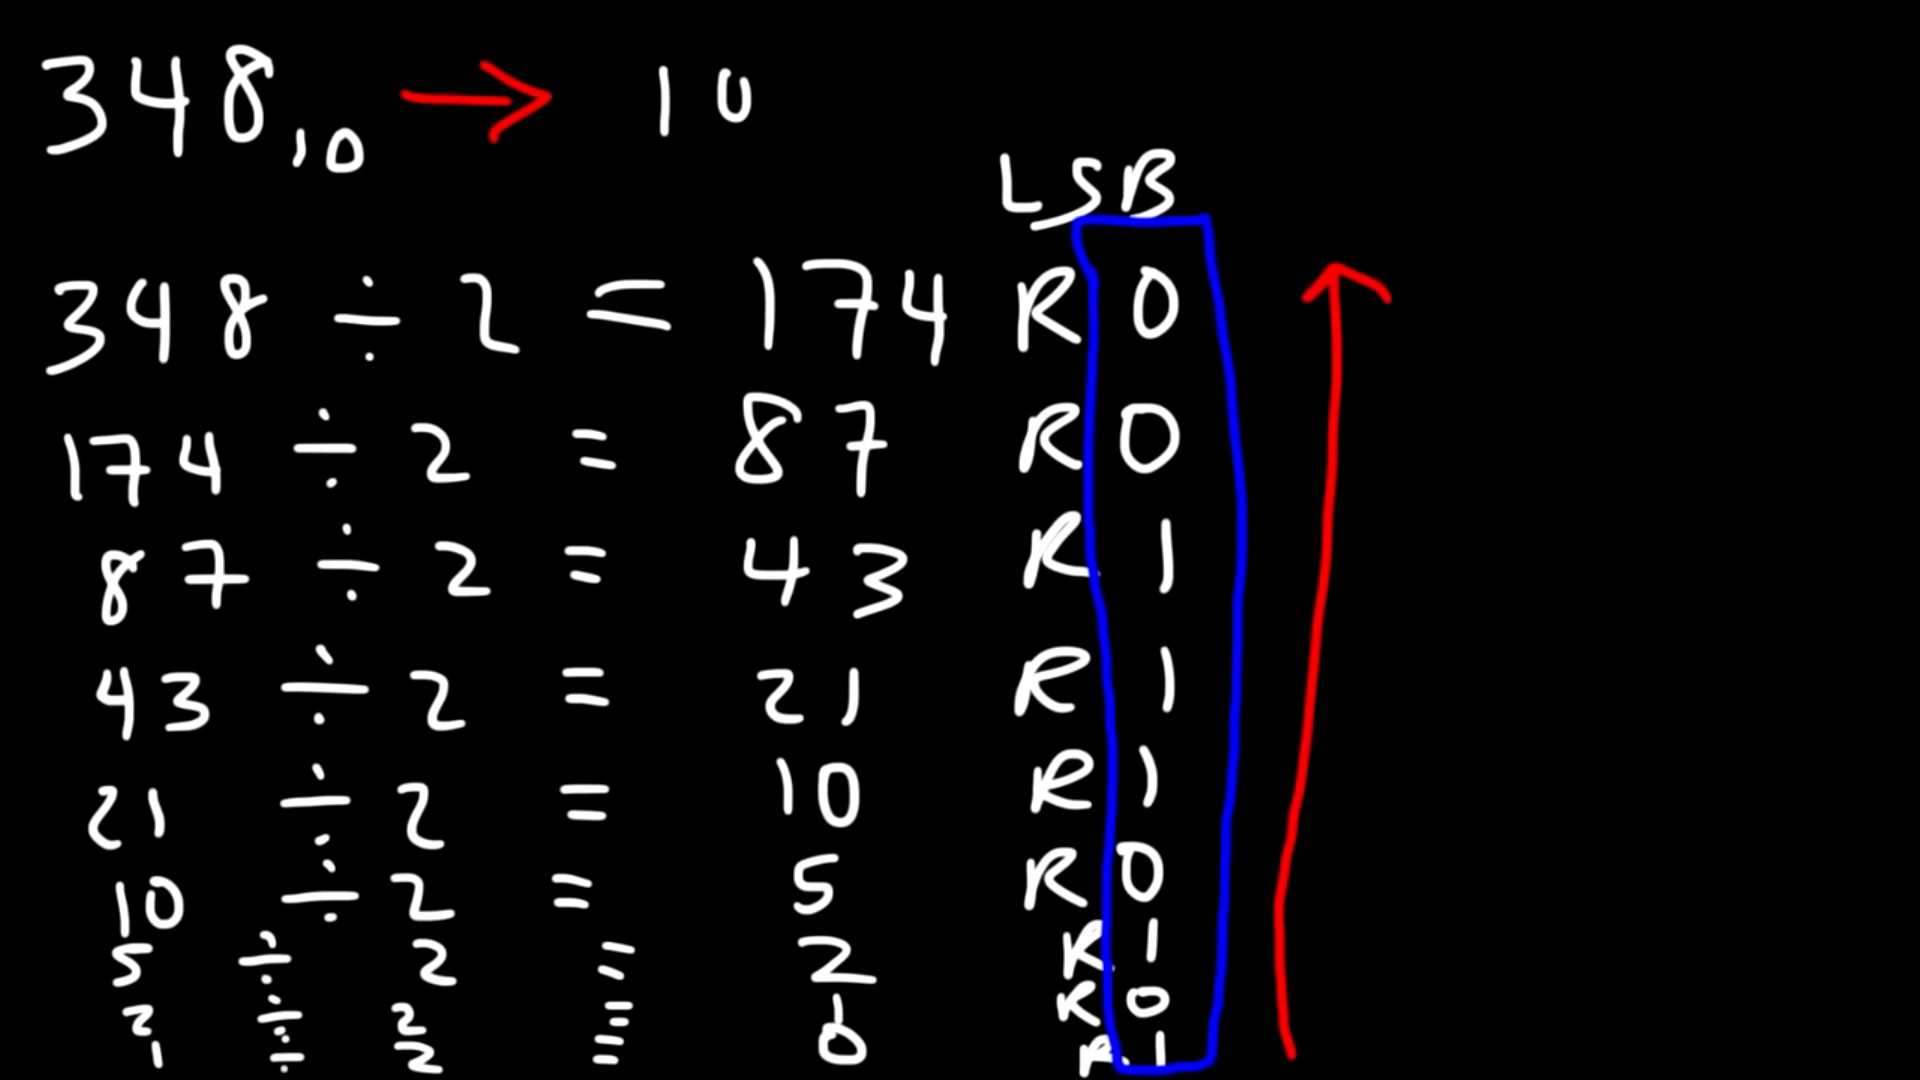 348₁₀ → 10
LSB
348 ÷ 2 = 174 R 0
174 ÷ 2 = 87 R 0
87 ÷ 2 = 43 R 1
43 ÷ 2 = 21 R 1
21 ÷ 2 = 10 R 1
10 ÷ 2 = 5 R 0
5 ÷ 2 = 2 R 1
2 ÷ 2 = 1 R 0
1 ÷ 2 = 0 R 1